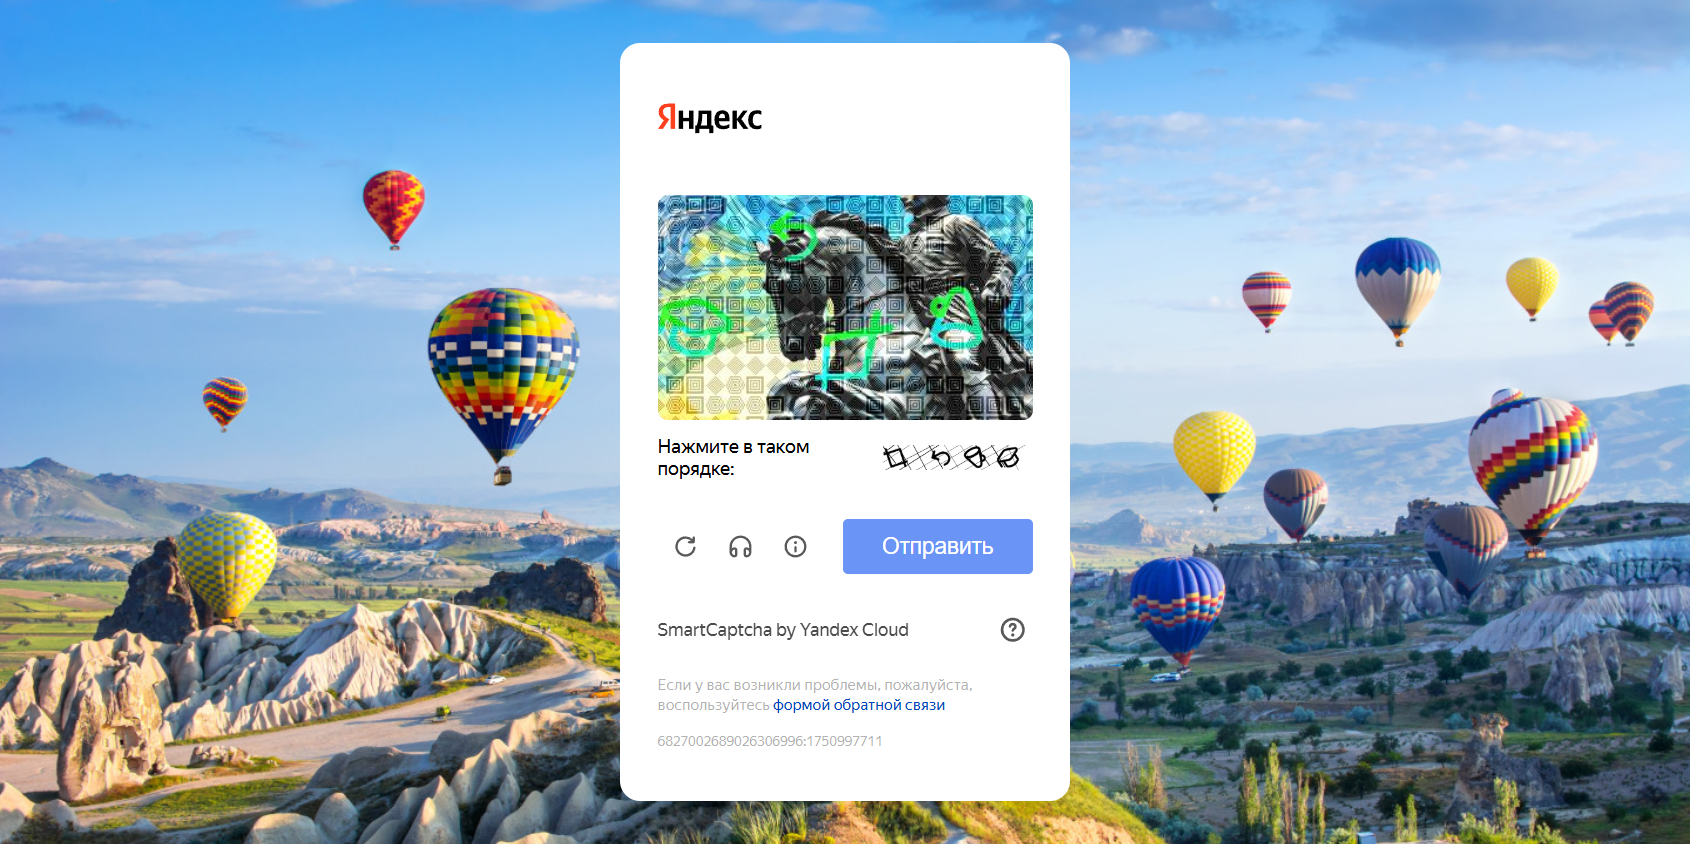 Яндекс
Нажмите в таком
порядке:
Отправить
SmartCaptcha by Yandex Cloud
Если у вас возникли проблемы, пожалуйста,
воспользуйтесь формой обратной связи
6827002689026306996:1750997711